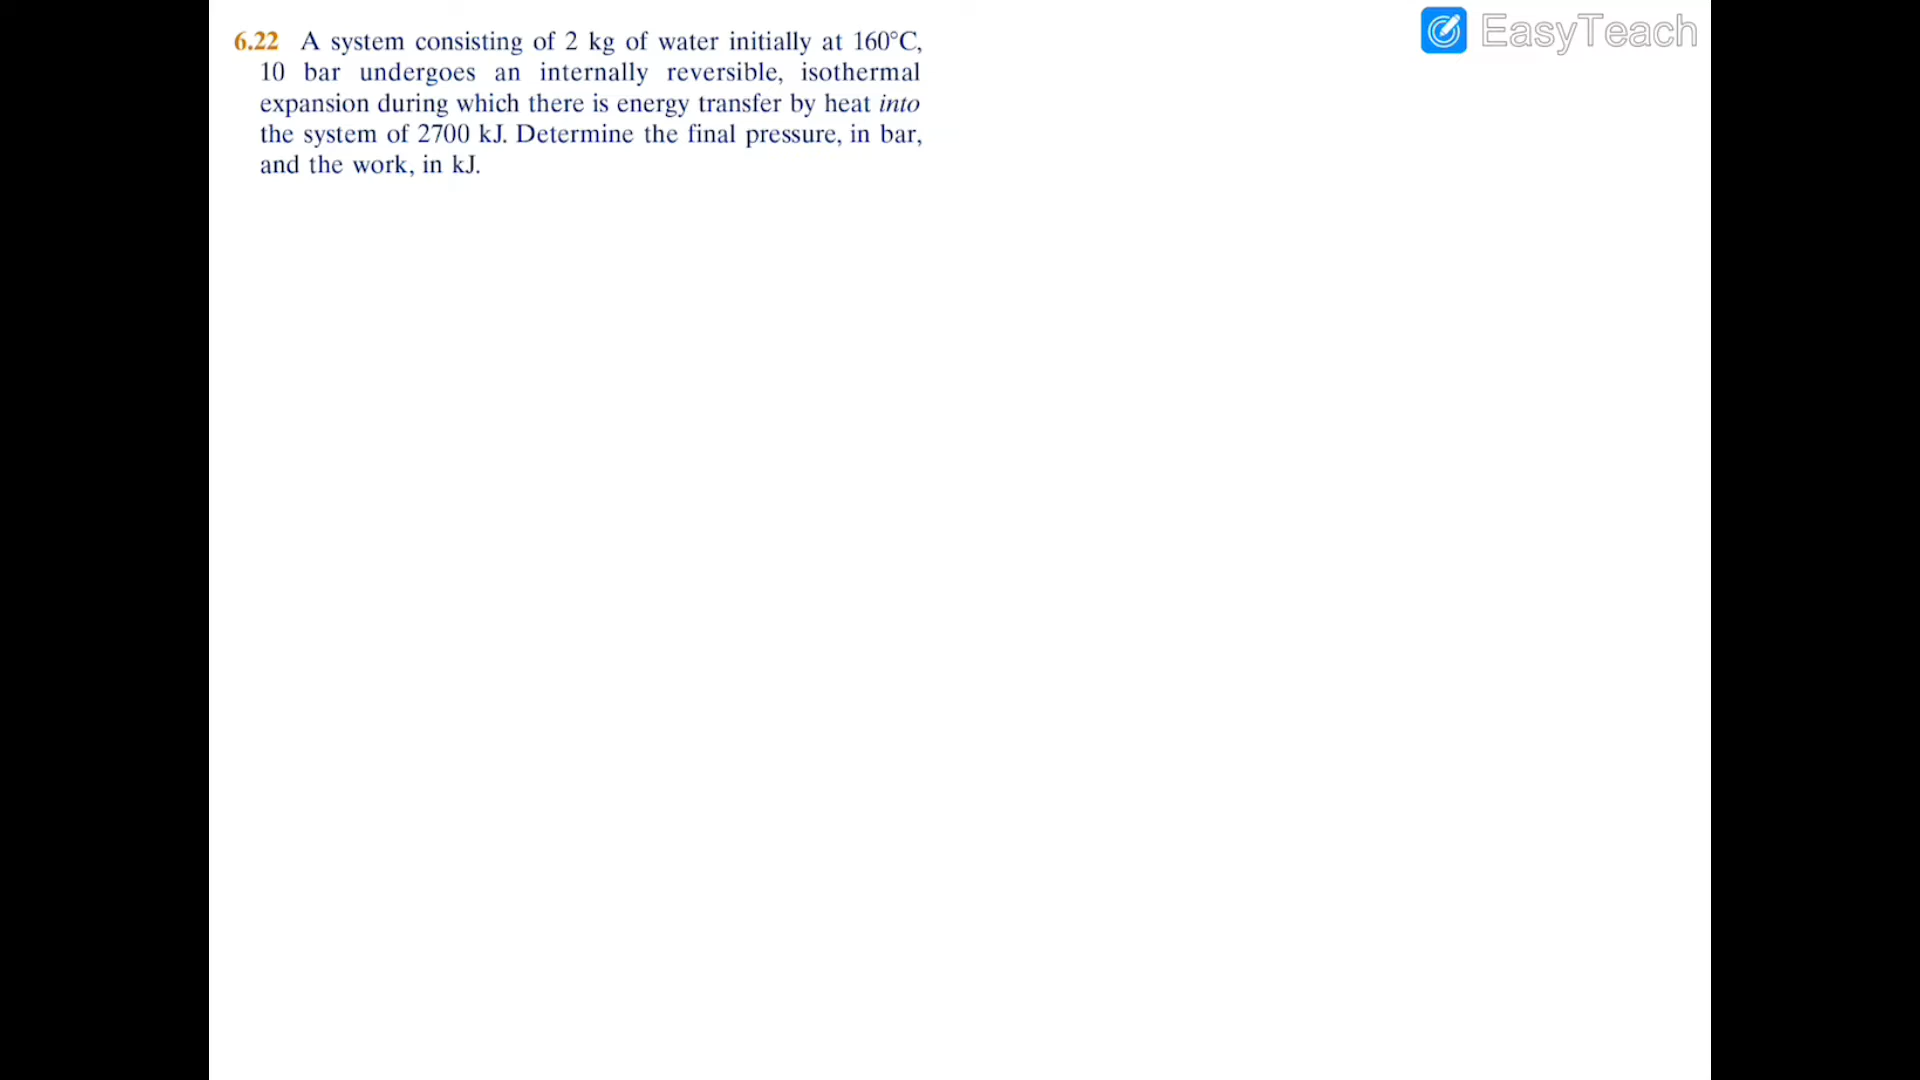 6.22 A system consisting of 2 kg of water initially at 160°C,
10 bar undergoes an internally reversible, isothermal
expansion during which there is energy transfer by heat into
the system of 2700 kJ. Determine the final pressure, in bar,
and the work, in kJ.
EasyTeach